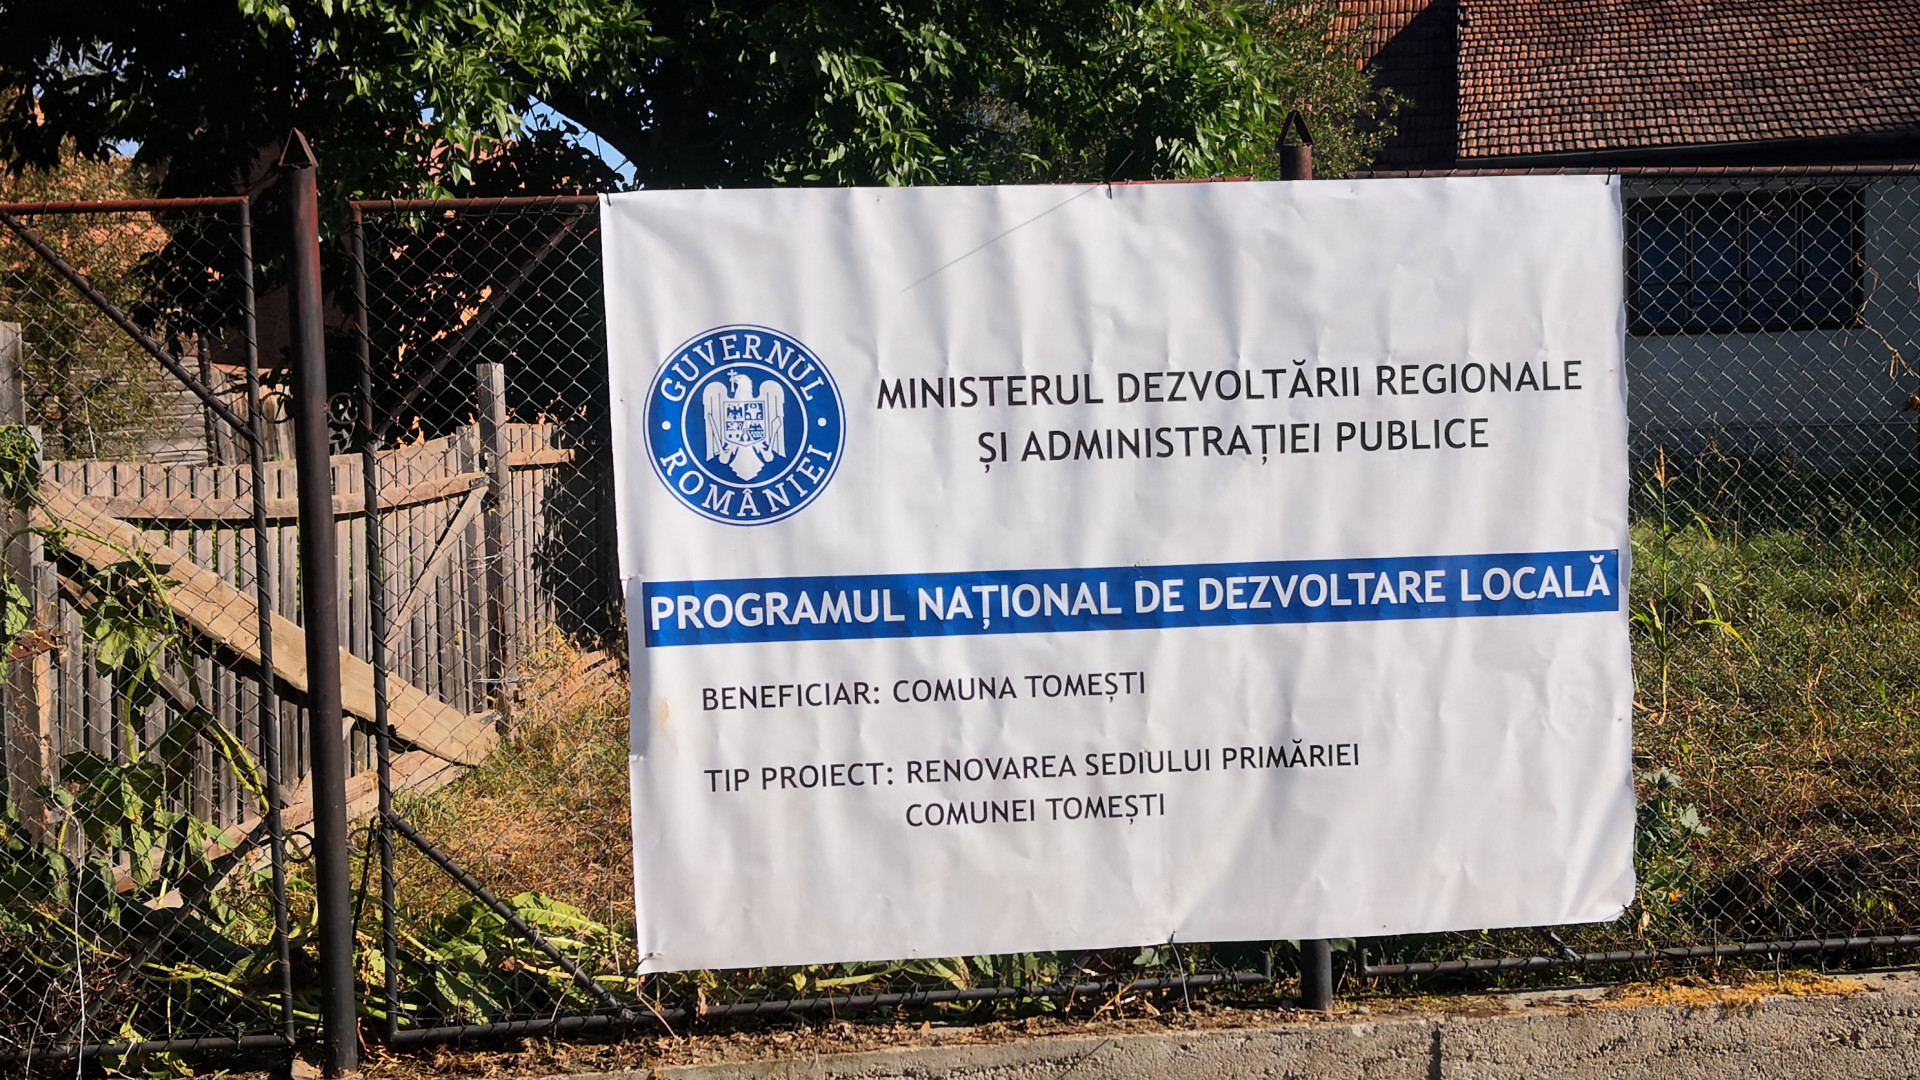 GUVERNUL
ROMÂNIEI
MINISTERUL DEZVOLTĂRII REGIONALE
ȘI ADMINISTRAȚIEI PUBLICE
PROGRAMUL NAȚIONAL DE DEZVOLTARE LOCALĂ
BENEFICIAR: COMUNA TOMEȘTI
TIP PROIECT: RENOVAREA SEDIULUI PRIMĂRIEI
COMUNEI TOMEȘTI